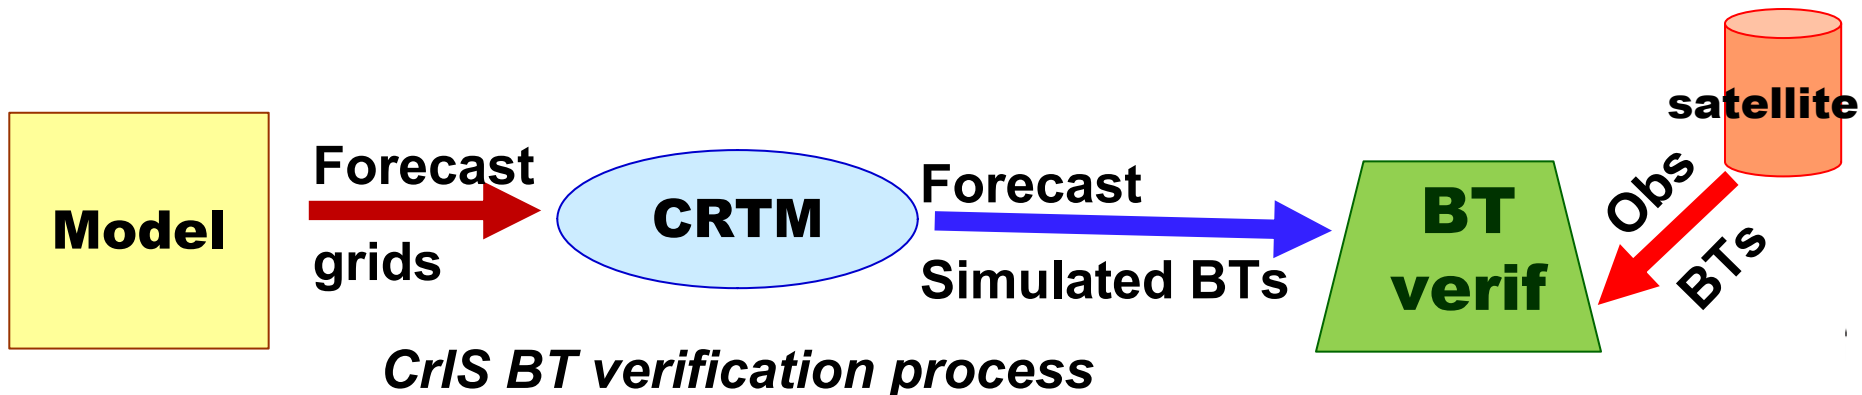 Model
Forecast
grids
CRTM
Forecast
Simulated BTs
BT
verif
satellite
Obs
BTs
CrIS BT verification process